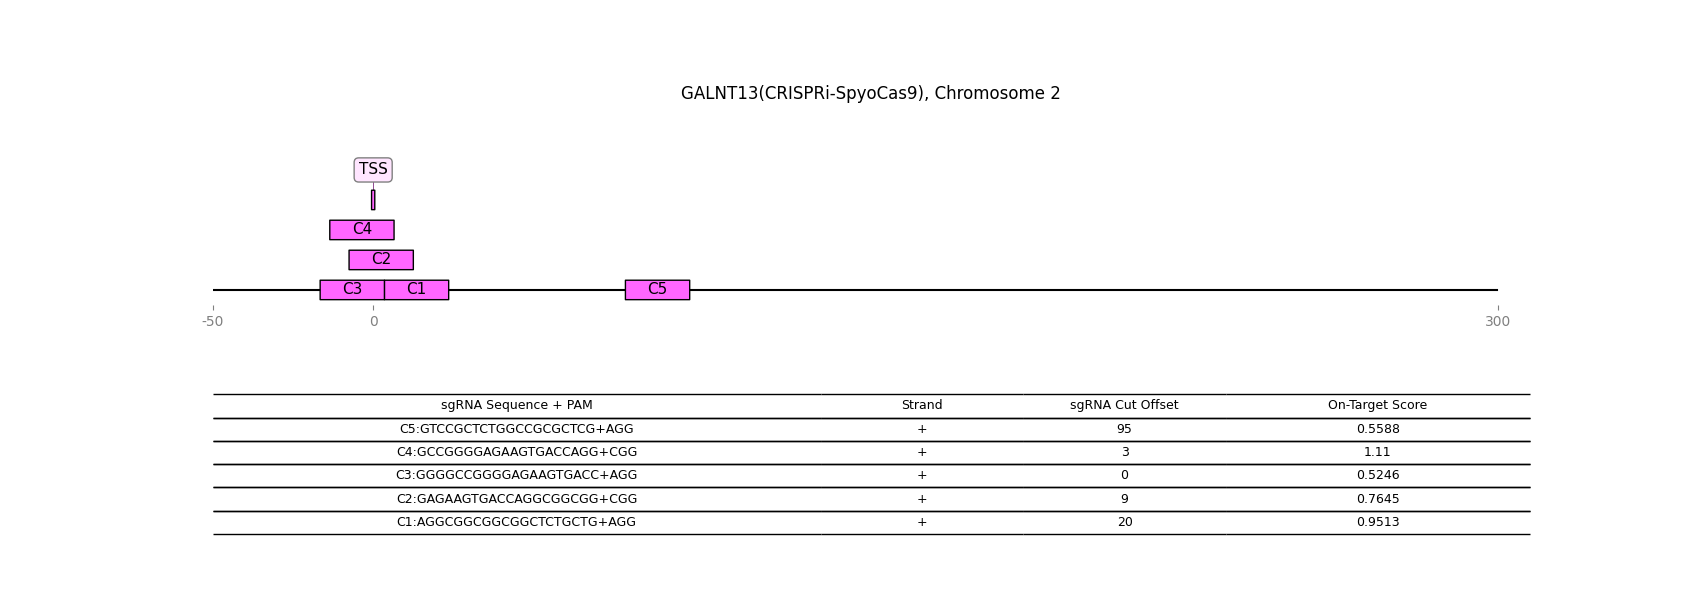 GALNT13(CRISPRi-SpyoCas9), Chromosome 2
TSS
C4
C2
C3 C1 C5
-50 0 300
sgRNA Sequence + PAM Strand sgRNA Cut Offset On-Target Score
C5:GTCCGCTCTGGCCGCGCTCG+AGG + 95 0.5588
C4:GCCGGGGAGAAGTGACCAGG+CGG + 3 1.11
C3:GGGGCCGGGGAGAAGTGACC+AGG + 0 0.5246
C2:GAGAAGTGACCAGGCGGCGG+CGG + 9 0.7645
C1:AGGCGGCGGCGGCTCTGCTG+AGG + 20 0.9513